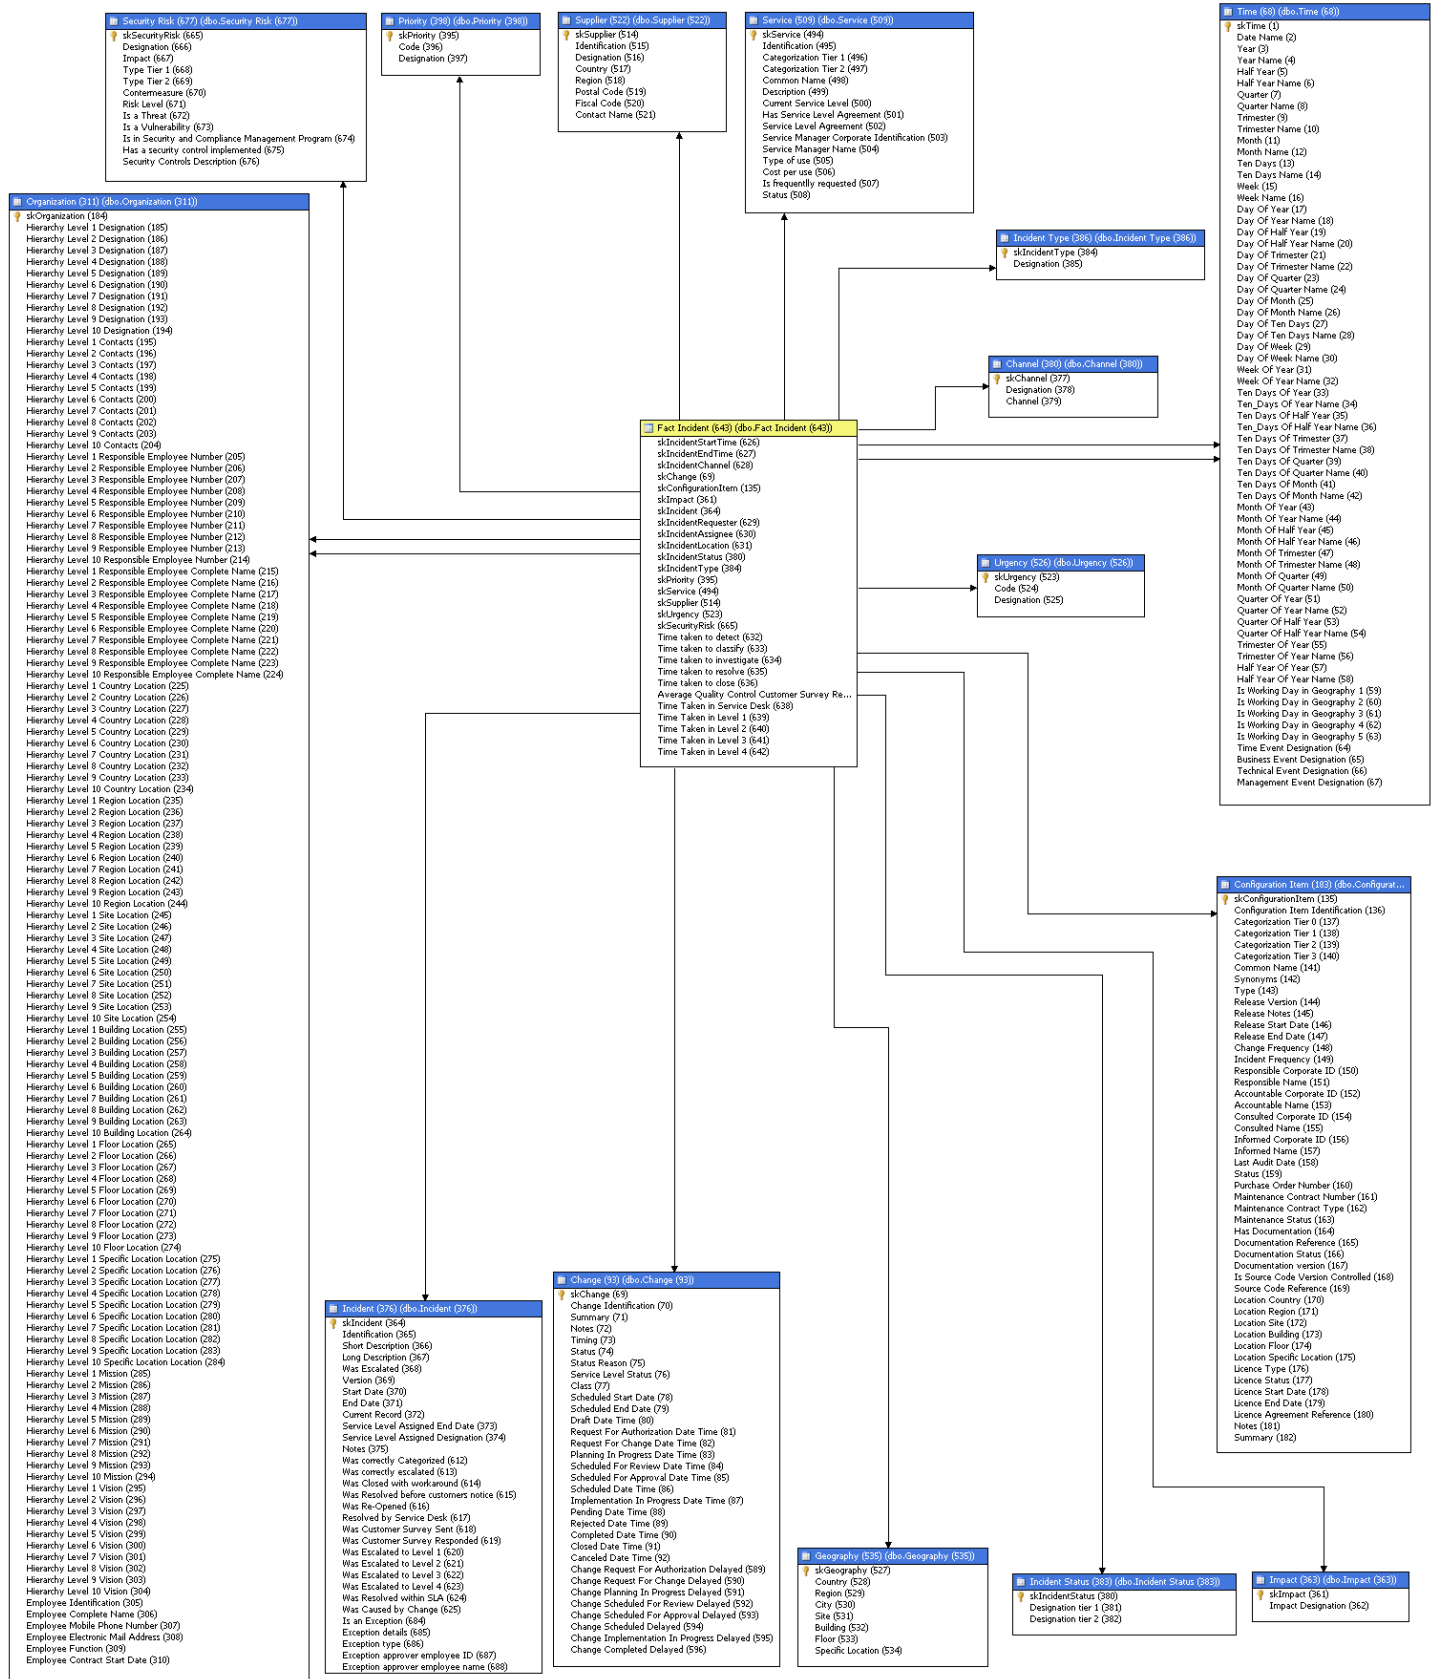 Security Risk (677) (dbo.Security Risk (677))
skSecurityRisk (665)
Designation (666)
Impact (667)
Type Tier 1 (668)
Type Tier 2 (669)
Contermeasure (670)
Risk Level (671)
Is a Threat (672)
Is a Vulnerability (673)
Is in Security and Compliance Management Program (674)
Has a security control implemented (675)
Security Controls Description (676)
Priority (398) (dbo.Priority (398))
skPriority (395)
Code (396)
Designation (397)
Supplier (522) (dbo.Supplier (522))
skSupplier (514)
Identification (515)
Designation (516)
Country (517)
Region (518)
Postal Code (519)
Fiscal Code (520)
Contact Name (521)
Service (509) (dbo.Service (509))
skService (494)
Identification (495)
Categorization Tier 1 (496)
Categorization Tier 2 (497)
Common Name (498)
Description (499)
Current Service Level (500)
Has Service Level Agreement (501)
Service Level Agreement (502)
Service Manager Corporate Identification (503)
Service Manager Name (504)
Type of use (505)
Cost per use (506)
Is frequentlly requested (507)
Status (508)
Time (68) (dbo.Time (68))
skTime (1)
Date Name (2)
Year (3)
Year Name (4)
Half Year (5)
Half Year Name (6)
Quarter (7)
Quarter Name (8)
Trimester (9)
Trimester Name (10)
Month (11)
Month Name (12)
Ten Days (13)
Ten Days Name (14)
Week (15)
Week Name (16)
Day Of Year (17)
Day Of Year Name (18)
Day Of Half Year (19)
Day Of Half Year Name (20)
Day Of Trimester (21)
Day Of Trimester Name (22)
Day Of Quarter (23)
Day Of Quarter Name (24)
Day Of Month (25)
Day Of Month Name (26)
Day Of Ten Days (27)
Day Of Ten Days Name (28)
Day Of Week (29)
Day Of Week Name (30)
Week Of Year (31)
Week Of Year Name (32)
Ten Days Of Year (33)
Ten_Days Of Year Name (34)
Ten Days Of Half Year (35)
Ten_Days Of Half Year Name (36)
Ten Days Of Trimester (37)
Ten Days Of Trimester Name (38)
Ten Days Of Quarter (39)
Ten Days Of Quarter Name (40)
Ten Days Of Month (41)
Ten Days Of Month Name (42)
Month Of Year (43)
Month Of Year Name (44)
Month Of Half Year (45)
Month Of Half Year Name (46)
Month Of Trimester (47)
Month Of Trimester Name (48)
Month Of Quarter (49)
Month Of Quarter Name (50)
Quarter Of Year (51)
Quarter Of Year Name (52)
Quarter Of Half Year (53)
Quarter Of Half Year Name (54)
Trimester Of Year (55)
Trimester Of Year Name (56)
Half Year Of Year (57)
Half Year Of Year Name (58)
Is Working Day in Geography 1 (59)
Is Working Day in Geography 2 (60)
Is Working Day in Geography 3 (61)
Is Working Day in Geography 4 (62)
Is Working Day in Geography 5 (63)
Time Event Designation (64)
Business Event Designation (65)
Technical Event Designation (66)
Management Event Designation (67)
Organization (311) (dbo.Organization (311))
skOrganization (184)
Hierarchy Level 1 Designation (185)
Hierarchy Level 2 Designation (186)
Hierarchy Level 3 Designation (187)
Hierarchy Level 4 Designation (188)
Hierarchy Level 5 Designation (189)
Hierarchy Level 6 Designation (190)
Hierarchy Level 7 Designation (191)
Hierarchy Level 8 Designation (192)
Hierarchy Level 9 Designation (193)
Hierarchy Level 10 Designation (194)
Hierarchy Level 1 Contacts (195)
Hierarchy Level 2 Contacts (196)
Hierarchy Level 3 Contacts (197)
Hierarchy Level 4 Contacts (198)
Hierarchy Level 5 Contacts (199)
Hierarchy Level 6 Contacts (200)
Hierarchy Level 7 Contacts (201)
Hierarchy Level 8 Contacts (202)
Hierarchy Level 9 Contacts (203)
Hierarchy Level 10 Contacts (204)
Hierarchy Level 1 Responsible Employee Number (205)
Hierarchy Level 2 Responsible Employee Number (206)
Hierarchy Level 3 Responsible Employee Number (207)
Hierarchy Level 4 Responsible Employee Number (208)
Hierarchy Level 5 Responsible Employee Number (209)
Hierarchy Level 6 Responsible Employee Number (210)
Hierarchy Level 7 Responsible Employee Number (211)
Hierarchy Level 8 Responsible Employee Number (212)
Hierarchy Level 9 Responsible Employee Number (213)
Hierarchy Level 10 Responsible Employee Number (214)
Hierarchy Level 1 Responsible Employee Complete Name (215)
Hierarchy Level 2 Responsible Employee Complete Name (216)
Hierarchy Level 3 Responsible Employee Complete Name (217)
Hierarchy Level 4 Responsible Employee Complete Name (218)
Hierarchy Level 5 Responsible Employee Complete Name (219)
Hierarchy Level 6 Responsible Employee Complete Name (220)
Hierarchy Level 7 Responsible Employee Complete Name (221)
Hierarchy Level 8 Responsible Employee Complete Name (222)
Hierarchy Level 9 Responsible Employee Complete Name (223)
Hierarchy Level 10 Responsible Employee Complete Name (224)
Hierarchy Level 1 Country Location (225)
Hierarchy Level 2 Country Location (226)
Hierarchy Level 3 Country Location (227)
Hierarchy Level 4 Country Location (228)
Hierarchy Level 5 Country Location (229)
Hierarchy Level 6 Country Location (230)
Hierarchy Level 7 Country Location (231)
Hierarchy Level 8 Country Location (232)
Hierarchy Level 9 Country Location (233)
Hierarchy Level 10 Country Location (234)
Hierarchy Level 1 Region Location (235)
Hierarchy Level 2 Region Location (236)
Hierarchy Level 3 Region Location (237)
Hierarchy Level 4 Region Location (238)
Hierarchy Level 5 Region Location (239)
Hierarchy Level 6 Region Location (240)
Hierarchy Level 7 Region Location (241)
Hierarchy Level 8 Region Location (242)
Hierarchy Level 9 Region Location (243)
Hierarchy Level 10 Region Location (244)
Hierarchy Level 1 Site Location (245)
Hierarchy Level 2 Site Location (246)
Hierarchy Level 3 Site Location (247)
Hierarchy Level 4 Site Location (248)
Hierarchy Level 5 Site Location (249)
Hierarchy Level 6 Site Location (250)
Hierarchy Level 7 Site Location (251)
Hierarchy Level 8 Site Location (252)
Hierarchy Level 9 Site Location (253)
Hierarchy Level 10 Site Location (254)
Hierarchy Level 1 Building Location (255)
Hierarchy Level 2 Building Location (256)
Hierarchy Level 3 Building Location (257)
Hierarchy Level 4 Building Location (258)
Hierarchy Level 5 Building Location (259)
Hierarchy Level 6 Building Location (260)
Hierarchy Level 7 Building Location (261)
Hierarchy Level 8 Building Location (262)
Hierarchy Level 9 Building Location (263)
Hierarchy Level 10 Building Location (264)
Hierarchy Level 1 Floor Location (265)
Hierarchy Level 2 Floor Location (266)
Hierarchy Level 3 Floor Location (267)
Hierarchy Level 4 Floor Location (268)
Hierarchy Level 5 Floor Location (269)
Hierarchy Level 6 Floor Location (270)
Hierarchy Level 7 Floor Location (271)
Hierarchy Level 8 Floor Location (272)
Hierarchy Level 9 Floor Location (273)
Hierarchy Level 10 Floor Location (274)
Hierarchy Level 1 Specific Location Location (275)
Hierarchy Level 2 Specific Location Location (276)
Hierarchy Level 3 Specific Location Location (277)
Hierarchy Level 4 Specific Location Location (278)
Hierarchy Level 5 Specific Location Location (279)
Hierarchy Level 6 Specific Location Location (280)
Hierarchy Level 7 Specific Location Location (281)
Hierarchy Level 8 Specific Location Location (282)
Hierarchy Level 9 Specific Location Location (283)
Hierarchy Level 10 Specific Location Location (284)
Hierarchy Level 1 Mission (285)
Hierarchy Level 2 Mission (286)
Hierarchy Level 3 Mission (287)
Hierarchy Level 4 Mission (288)
Hierarchy Level 5 Mission (289)
Hierarchy Level 6 Mission (290)
Hierarchy Level 7 Mission (291)
Hierarchy Level 8 Mission (292)
Hierarchy Level 9 Mission (293)
Hierarchy Level 10 Mission (294)
Hierarchy Level 1 Vision (295)
Hierarchy Level 2 Vision (296)
Hierarchy Level 3 Vision (297)
Hierarchy Level 4 Vision (298)
Hierarchy Level 5 Vision (299)
Hierarchy Level 6 Vision (300)
Hierarchy Level 7 Vision (301)
Hierarchy Level 8 Vision (302)
Hierarchy Level 9 Vision (303)
Hierarchy Level 10 Vision (304)
Employee Identification (305)
Employee Complete Name (306)
Employee Mobile Phone Number (307)
Employee Electronic Mail Address (308)
Employee Function (309)
Employee Contract Start Date (310)
Incident Type (386) (dbo.Incident Type (386))
skIncidentType (384)
Designation (385)
Channel (380) (dbo.Channel (380))
skChannel (377)
Designation (378)
Channel (379)
Fact Incident (643) (dbo.Fact Incident (643))
skIncidentStartTime (626)
skIncidentEndTime (627)
skIncidentChannel (628)
skChange (69)
skConfigurationItem (135)
skImpact (361)
skIncident (364)
skIncidentRequester (629)
skIncidentAssignee (630)
skIncidentLocation (631)
skIncidentStatus (380)
skIncidentType (384)
skPriority (395)
skService (494)
skSupplier (514)
skUrgency (523)
skSecurityRisk (665)
Time taken to detect (632)
Time taken to classify (633)
Time taken to investigate (634)
Time taken to resolve (635)
Time taken to close (636)
Average Quality Control Customer Survey Re...
Time Taken in Service Desk (638)
Time Taken in Level 1 (639)
Time Taken in Level 2 (640)
Time Taken in Level 3 (641)
Time Taken in Level 4 (642)
Urgency (526) (dbo.Urgency (526))
skUrgency (523)
Code (524)
Designation (525)
Configuration Item (183) (dbo.Configurat...
skConfigurationItem (135)
Configuration Item Identification (136)
Categorization Tier 0 (137)
Categorization Tier 1 (138)
Categorization Tier 2 (139)
Categorization Tier 3 (140)
Common Name (141)
Synonyms (142)
Type (143)
Release Version (144)
Release Notes (145)
Release Start Date (146)
Release End Date (147)
Change Frequency (148)
Incident Frequency (149)
Responsible Corporate ID (150)
Responsible Name (151)
Accountable Corporate ID (152)
Accountable Name (153)
Consulted Corporate ID (154)
Consulted Name (155)
Informed Corporate ID (156)
Informed Name (157)
Last Audit Date (158)
Status (159)
Purchase Order Number (160)
Maintenance Contract Number (161)
Maintenance Contract Type (162)
Maintenance Status (163)
Has Documentation (164)
Documentation Reference (165)
Documentation Status (166)
Documentation version (167)
Is Source Code Version Controlled (168)
Source Code Reference (169)
Location Country (170)
Location Region (171)
Location Site (172)
Location Building (173)
Location Floor (174)
Location Specific Location (175)
Licence Type (176)
Licence Status (177)
Licence Start Date (178)
Licence End Date (179)
Licence Agreement Reference (180)
Notes (181)
Summary (182)
Incident (376) (dbo.Incident (376))
skIncident (364)
Identification (365)
Short Description (366)
Long Description (367)
Was Escalated (368)
Version (369)
Start Date (370)
End Date (371)
Current Record (372)
Service Level Assigned End Date (373)
Service Level Assigned Designation (374)
Notes (375)
Was correctly Categorized (612)
Was correctly escalated (613)
Was Closed with workaround (614)
Was Resolved before customers notice (615)
Was Re-Opened (616)
Resolved by Service Desk (617)
Was Customer Survey Sent (618)
Was Customer Survey Responded (619)
Was Escalated to Level 1 (620)
Was Escalated to Level 2 (621)
Was Escalated to Level 3 (622)
Was Escalated to Level 4 (623)
Was Resolved within SLA (624)
Was Caused by Change (625)
Is an Exception (684)
Exception details (685)
Exception type (686)
Exception approver employee ID (687)
Exception approver employee name (688)
Change (93) (dbo.Change (93))
skChange (69)
Change Identification (70)
Summary (71)
Notes (72)
Timing (73)
Status (74)
Status Reason (75)
Service Level Status (76)
Class (77)
Scheduled Start Date (78)
Scheduled End Date (79)
Draft Date Time (80)
Request For Authorization Date Time (81)
Request For Change Date Time (82)
Planning In Progress Date Time (83)
Scheduled For Review Date Time (84)
Scheduled For Approval Date Time (85)
Scheduled Date Time (86)
Implementation In Progress Date Time (87)
Pending Date Time (88)
Rejected Date Time (89)
Completed Date Time (90)
Closed Date Time (91)
Canceled Date Time (92)
Change Request For Authorization Delayed (589)
Change Request For Change Delayed (590)
Change Planning In Progress Delayed (591)
Change Scheduled For Review Delayed (592)
Change Scheduled For Approval Delayed (593)
Change Scheduled Delayed (594)
Change Implementation In Progress Delayed (595)
Change Completed Delayed (596)
Geography (535) (dbo.Geography (535))
skGeography (527)
Country (528)
Region (529)
City (530)
Site (531)
Building (532)
Floor (533)
Specific Location (534)
Incident Status (383) (dbo.Incident Status (383))
skIncidentStatus (380)
Designation tier 1 (381)
Designation tier 2 (382)
Impact (363) (dbo.Impact (363))
skImpact (361)
Impact Designation (362)